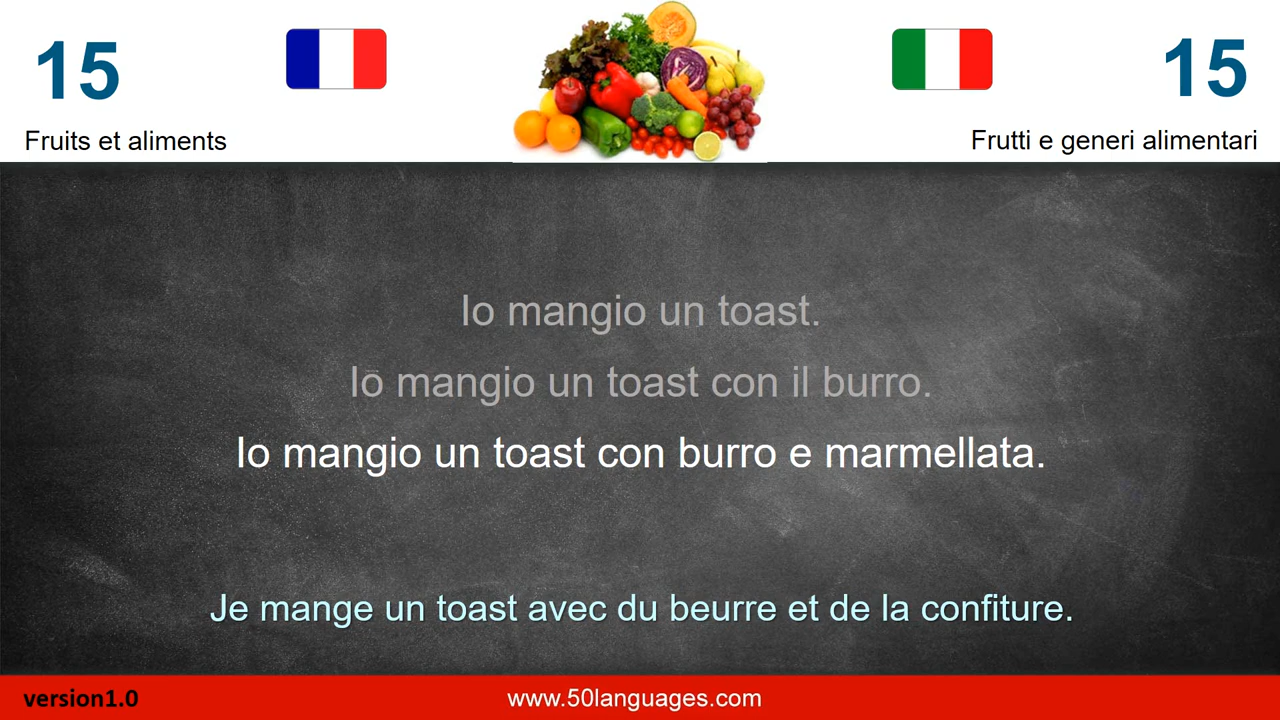 15
15
Fruits et aliments
Frutti e generi alimentari
Io mangio un toast.
Io mangio un toast con il burro.
Io mangio un toast con burro e marmellata.
Je mange un toast avec du beurre et de la confiture.
version1.0
www.50languages.com